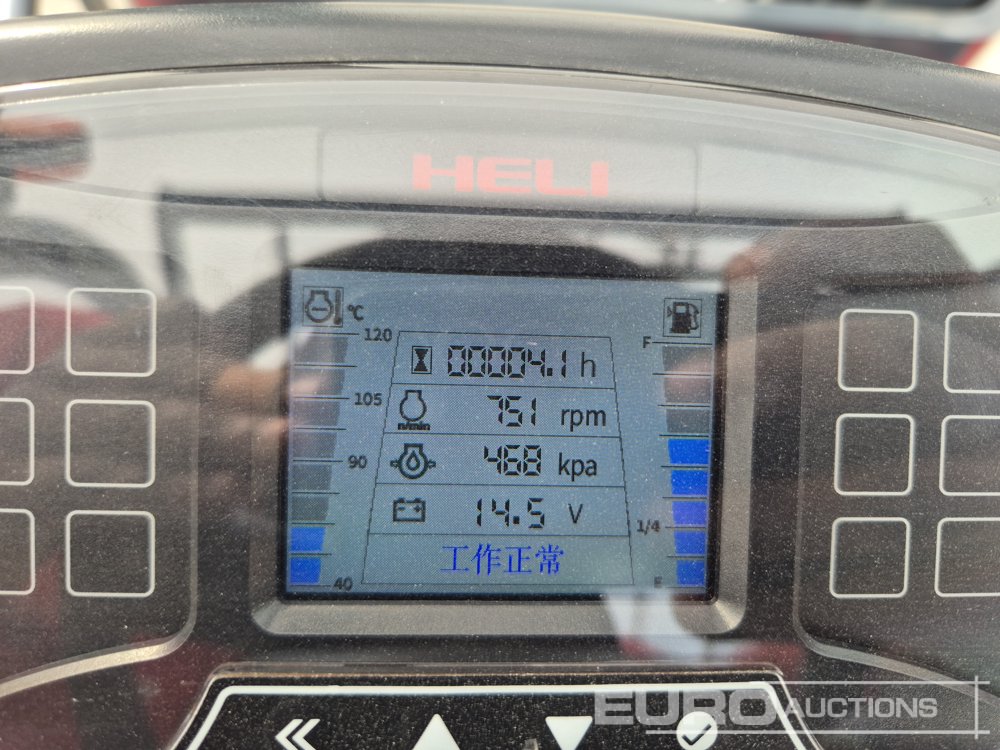 HELI
°C
120
105
90
40
00004.1 h
n/min
751 rpm
468 kpa
14.5 V
工作正常
F
1/4
E
EURO AUCTIONS